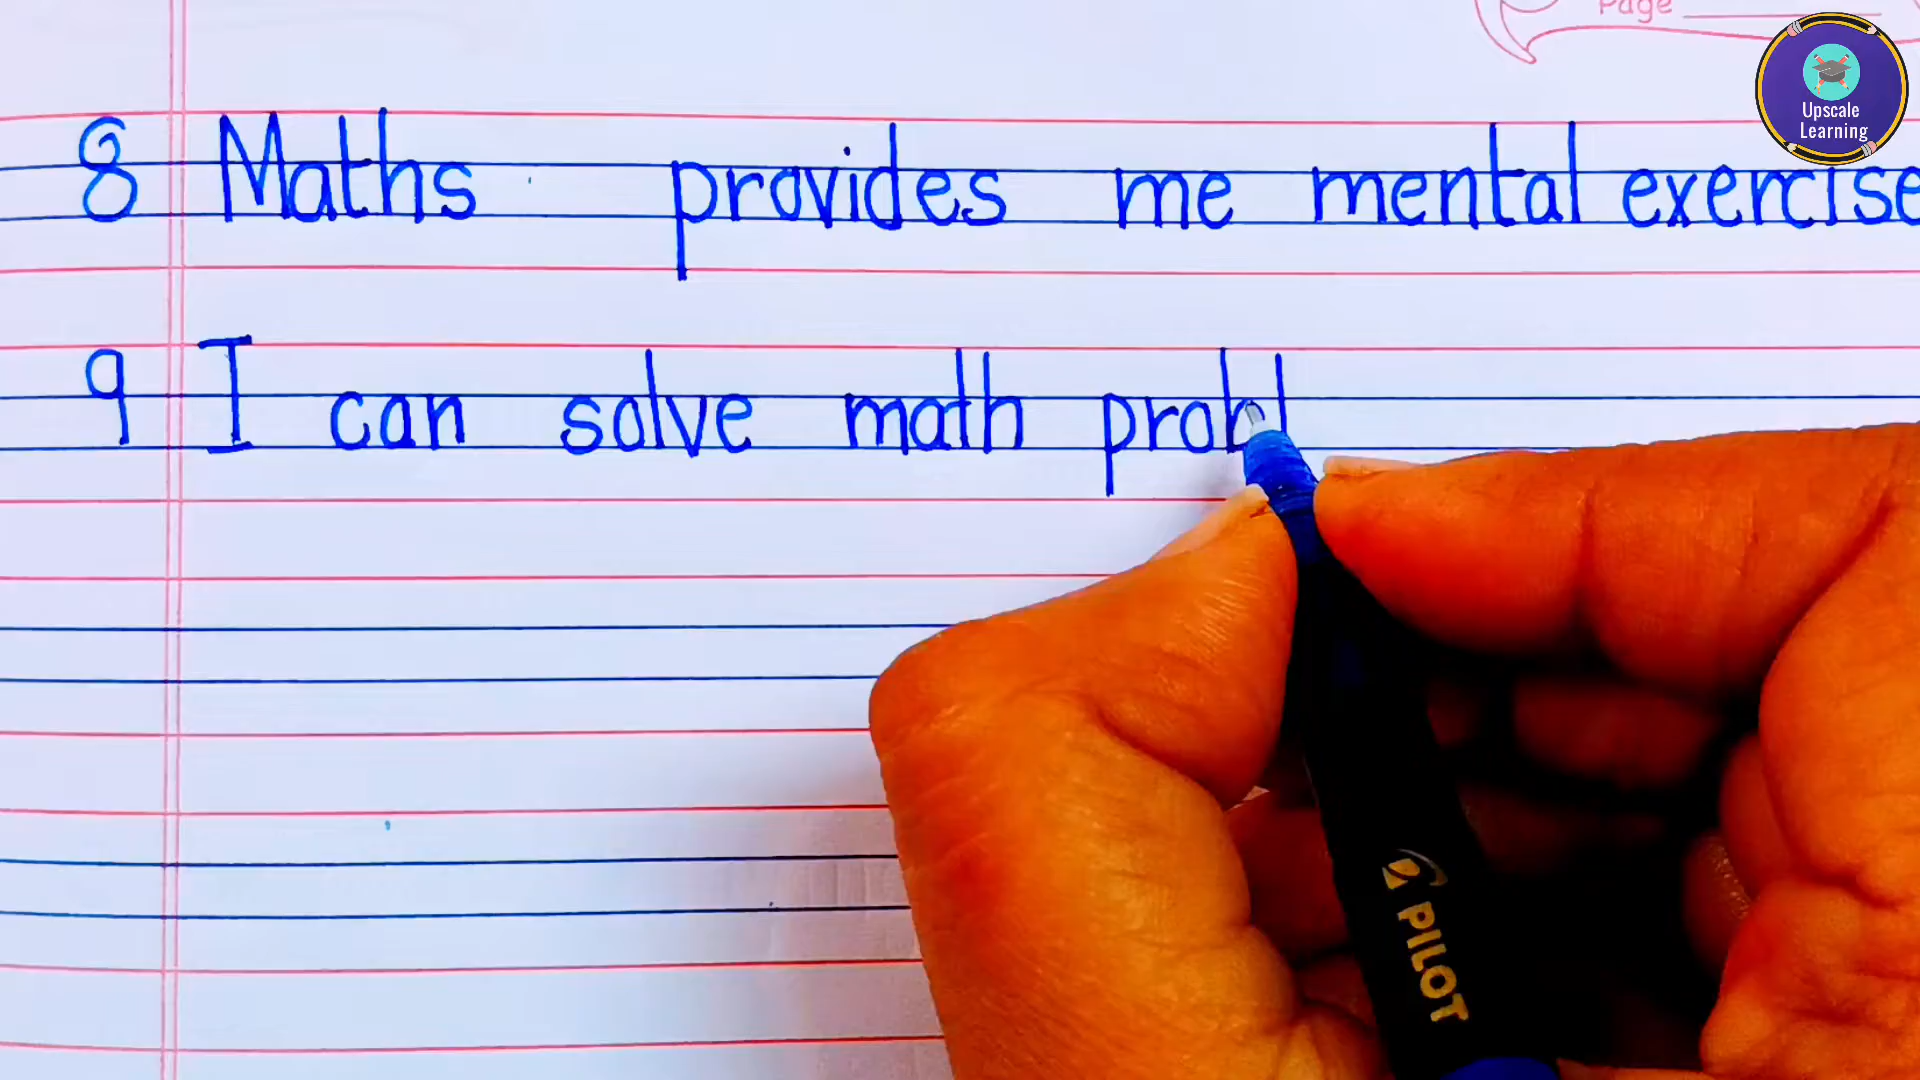 Page
Upscale
Learning
8 Maths provides me mental exercise
9 I can solve math probl
PILOT